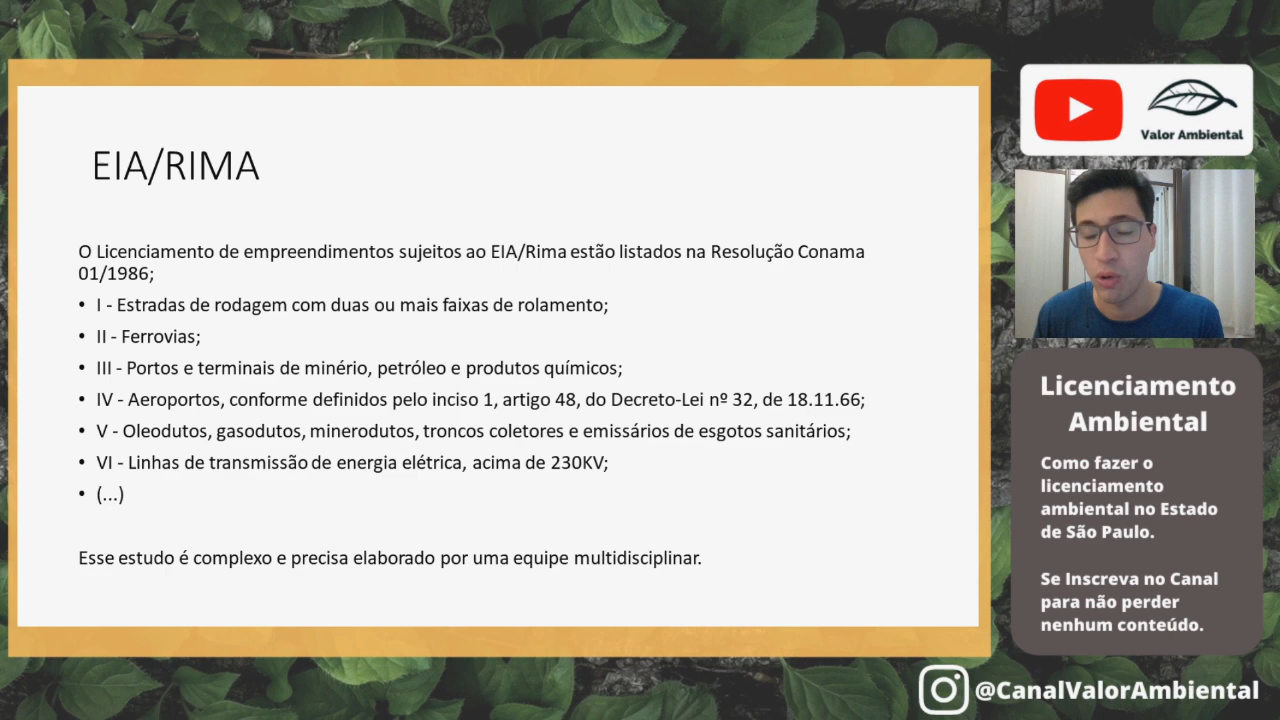 EIA/RIMA
O Licenciamento de empreendimentos sujeitos ao EIA/Rima estão listados na Resolução Conama
01/1986;
• I - Estradas de rodagem com duas ou mais faixas de rolamento;
• II - Ferrovias;
• III - Portos e terminais de minério, petróleo e produtos químicos;
• IV - Aeroportos, conforme definidos pelo inciso 1, artigo 48, do Decreto-Lei nº 32, de 18.11.66;
• V - Oleodutos, gasodutos, minerodutos, troncos coletores e emissários de esgotos sanitários;
• VI - Linhas de transmissão de energia elétrica, acima de 230KV;
• (...)
Esse estudo é complexo e precisa elaborado por uma equipe multidisciplinar.
Valor Ambiental
Licenciamento
Ambiental
Como fazer o
licenciamento
ambiental no Estado
de São Paulo.
Se Inscreva no Canal
para não perder
nenhum conteúdo.
@CanalValorAmbiental